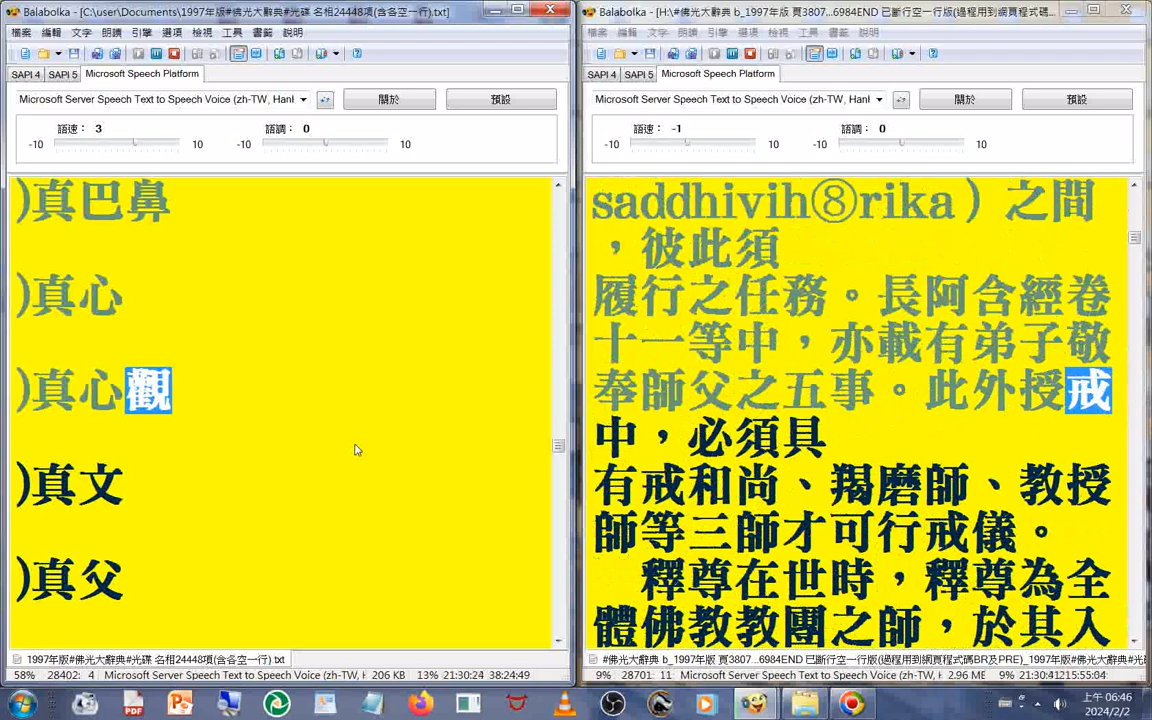 Balabolka - [C:\user\Documents\1997年版#佛光大辭典#光碟 名相24448項(含各空一行).txt]
檔案 編輯 文字 朗讀 引擎 選項 檢視 工具 書籤 說明
SAPI 4 SAPI 5 Microsoft Speech Platform
Microsoft Server Speech Text to Speech Voice (zh-TW, HanI 關於 預設
語速： 3 語調： 0
-10 10 -10 10
)真巴鼻
)真心
)真心觀
)真文
)真父
1997年版#佛光大辭典#光碟 名相24448項(含各空一行).txt
58% 28402: 4 Microsoft Server Speech Text to Speech Voice (zh-TW, H 206 KB 13% 21:30:24 38:24:49
Balabolka - [H:\#佛光大辭典 b_1997年版 頁3807...6984END 已斷行空一行版(過程用到網頁程式碼...
檔案 編輯 文字 朗讀 引擎 選項 檢視 工具 書籤 說明
SAPI 4 SAPI 5 Microsoft Speech Platform
Microsoft Server Speech Text to Speech Voice (zh-TW, HanI 關於 預設
語速： -1 語調： 0
-10 10 -10 10
saddhivih⑧rika）之間
，彼此須
履行之任務。長阿含經卷
十一等中，亦載有弟子敬
奉師父之五事。此外授戒
中，必須具
有戒和尚、羯磨師、教授
師等三師才可行戒儀。
釋尊在世時，釋尊為全
體佛教教團之師，於其入
#佛光大辭典 b_1997年版 頁3807...6984END 已斷行空一行版(過程用到網頁程式碼BR及PRE)_1997年版#光
9% 28701: 11 Microsoft Server Speech Text to Speech Voice (zh-TW, H 2.96 ME 9% 21:30:41 215:55:04
上午 06:46
2024/2/2